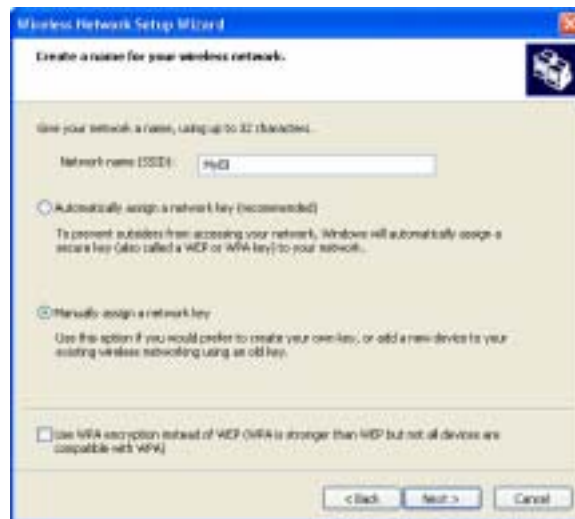 Wireless Network Setup Wizard
Create a name for your wireless network.
Give your network a name, using up to 32 characters.
Network name (SSID):
Automatically assign a network key (recommended)
To prevent outsiders from accessing your network, Windows will automatically assign a
secure key (also called a WEP or WPA key) to your network.
Manually assign a network key
Use this option if you would prefer to create your own key, or add a new device to your
existing wireless networking using an old key.
Use WPA encryption instead of WEP (WPA is stronger than WEP but not all devices are
compatible with WPA)
< Back
Next >
Cancel